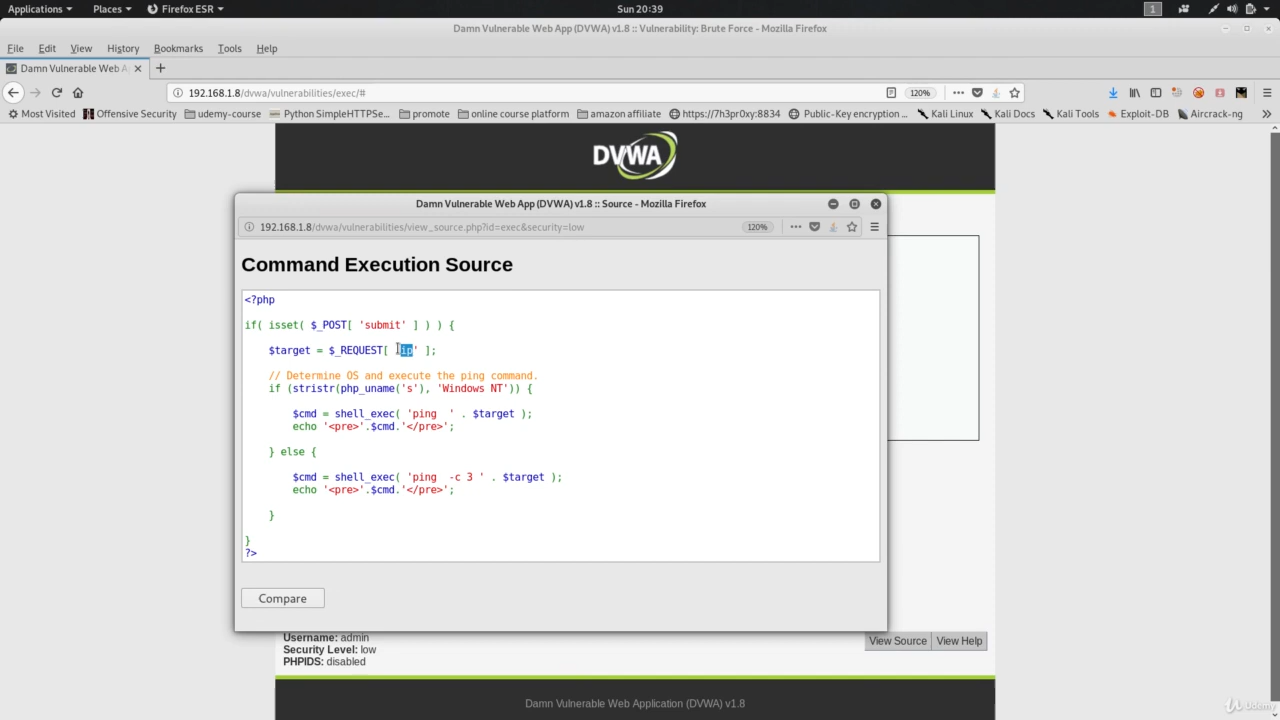 Applications Places Firefox ESR Sun 20:39 1
Damn Vulnerable Web App (DVWA) v1.8 :: Vulnerability: Brute Force - Mozilla Firefox
File Edit View History Bookmarks Tools Help
Damn Vulnerable Web A
192.168.1.8/dvwa/vulnerabilities/exec/# 120%
Most Visited Offensive Security udemy-course Python SimpleHTTPSe... promote online course platform amazon affiliate https://7h3pr0xy:8834 Public-Key encryption ... Kali Linux Kali Docs Kali Tools Exploit-DB Aircrack-ng
DVWA
Damn Vulnerable Web App (DVWA) v1.8 :: Source - Mozilla Firefox
192.168.1.8/dvwa/vulnerabilities/view_source.php?id=exec&security=low 120%
Command Execution Source
<?php
if( isset( $_POST[ 'submit' ] ) ) {
$target = $_REQUEST[ 'ip' ];
// Determine OS and execute the ping command.
if (stristr(php_uname('s'), 'Windows NT')) {
$cmd = shell_exec( 'ping  ' . $target );
echo '<pre>'.$cmd.'</pre>';
} else {
$cmd = shell_exec( 'ping  -c 3 ' . $target );
echo '<pre>'.$cmd.'</pre>';
}
}
?>
Compare
Username: admin
Security Level: low
PHPIDS: disabled
View Source View Help
Damn Vulnerable Web Application (DVWA) v1.8
Udemy